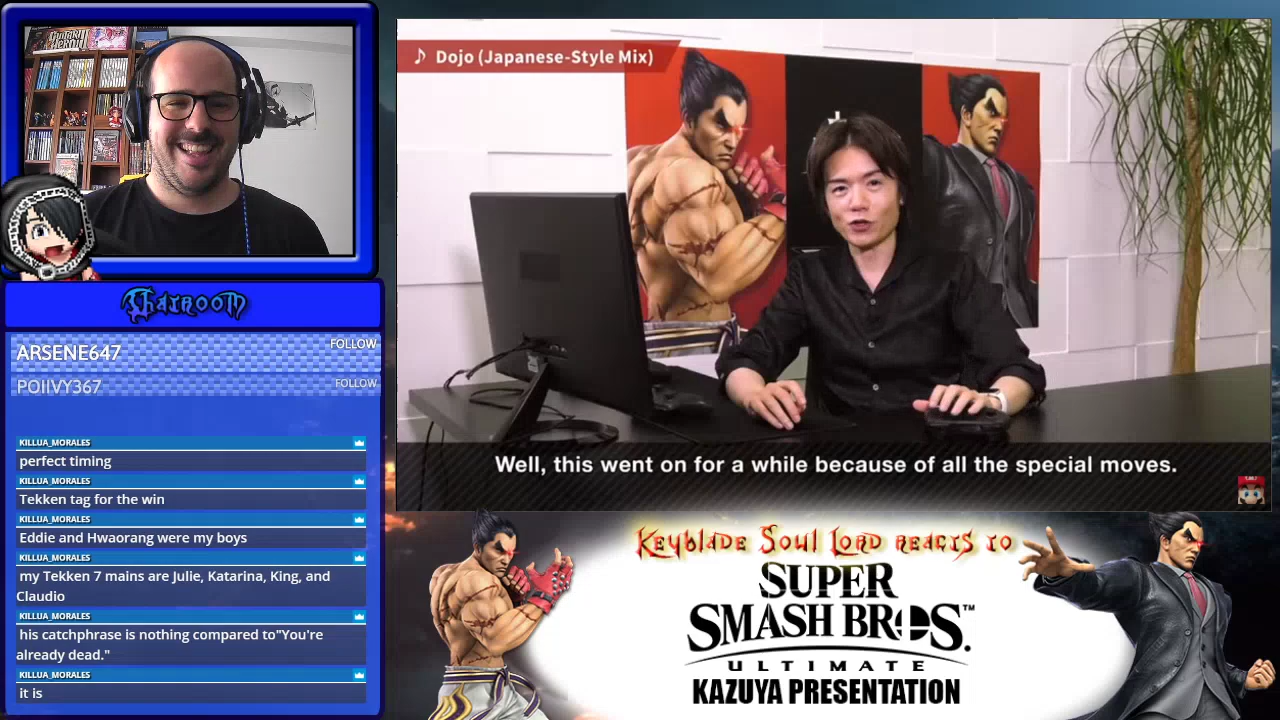 ♪ Dojo (Japanese-Style Mix)
Well, this went on for a while because of all the special moves.
Chatroom
ARSENE647
FOLLOW
POIIVY367
FOLLOW
KILLUA_MORALES
perfect timing
KILLUA_MORALES
Tekken tag for the win
KILLUA_MORALES
Eddie and Hwaorang were my boys
KILLUA_MORALES
my Tekken 7 mains are Julie, Katarina, King, and
Claudio
KILLUA_MORALES
his catchphrase is nothing compared to"You're
already dead."
KILLUA_MORALES
it is
Keyblade Soul Lord reacts to
SUPER
SMASH BROS.™
ULTIMATE
KAZUYA PRESENTATION